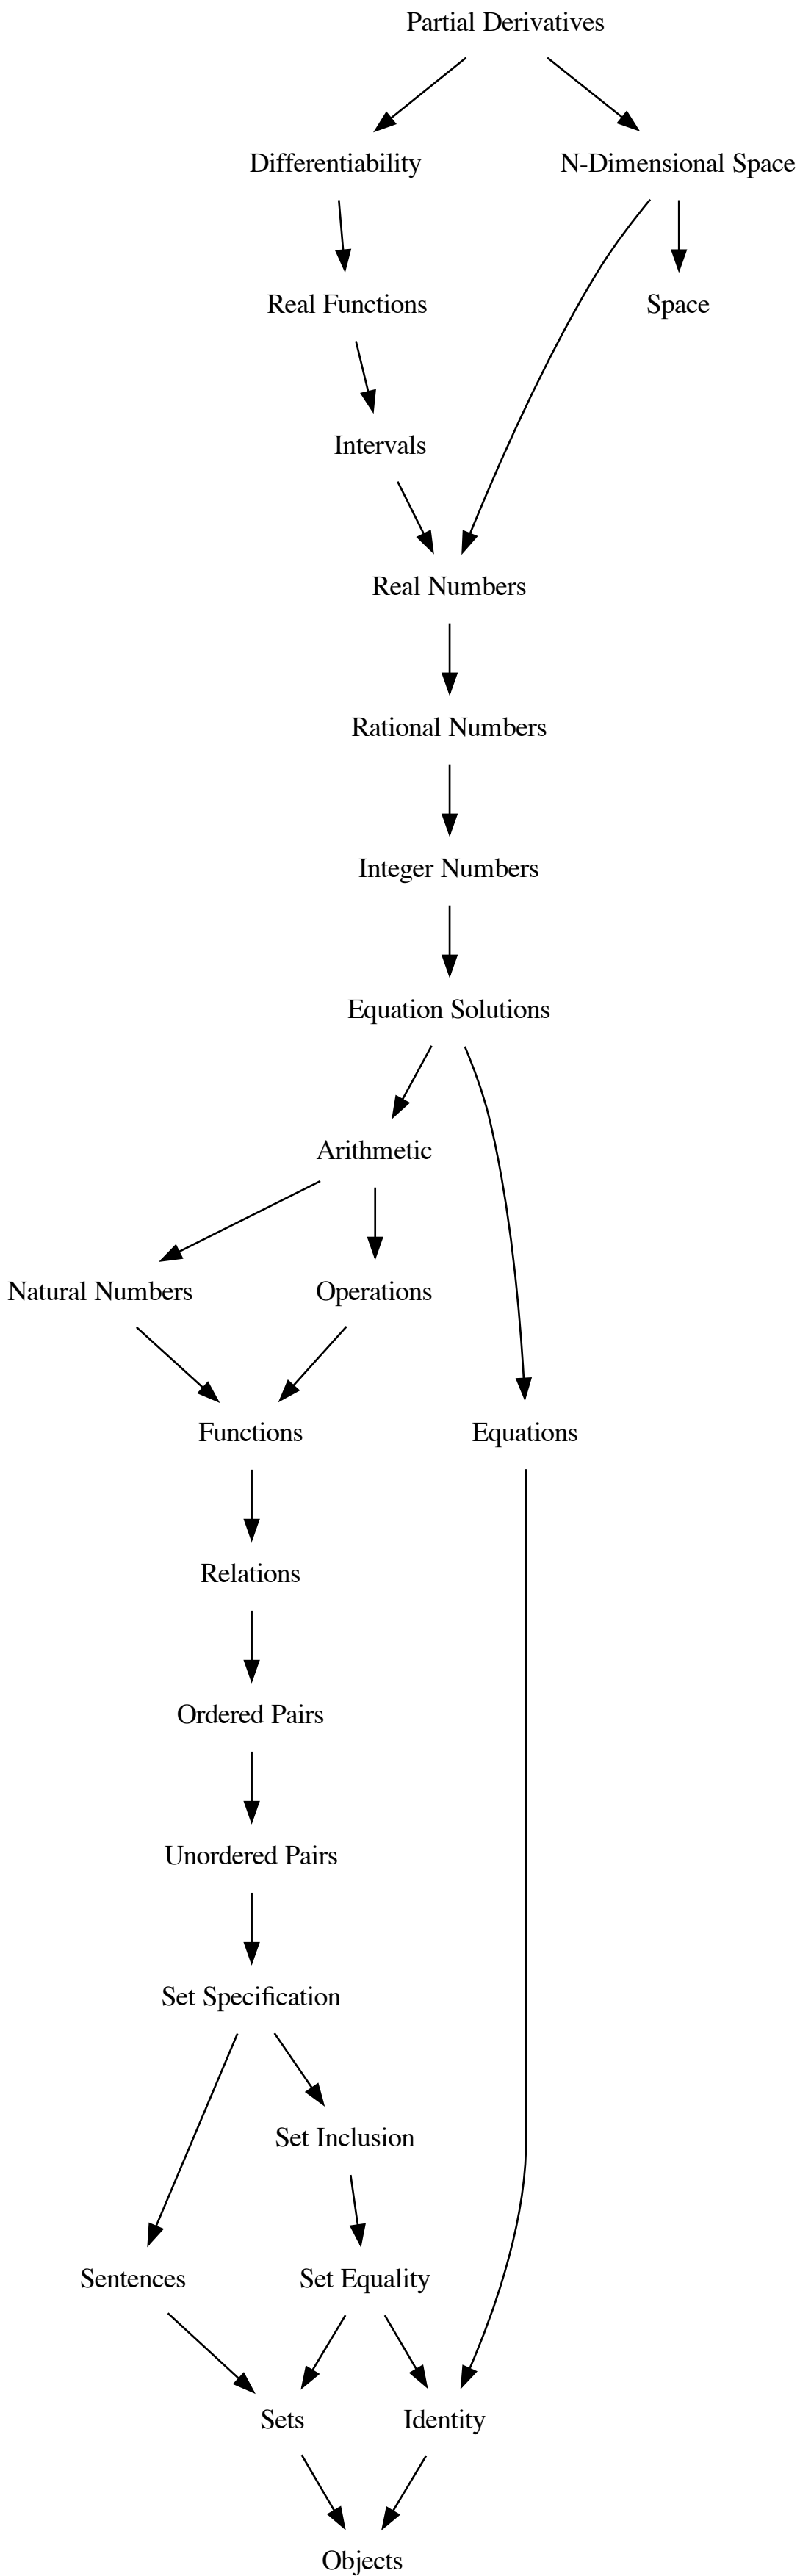 Partial Derivatives
Differentiability
N-Dimensional Space
Real Functions
Space
Intervals
Real Numbers
Rational Numbers
Integer Numbers
Equation Solutions
Arithmetic
Natural Numbers
Operations
Functions
Equations
Relations
Ordered Pairs
Unordered Pairs
Set Specification
Set Inclusion
Sentences
Set Equality
Sets
Identity
Objects